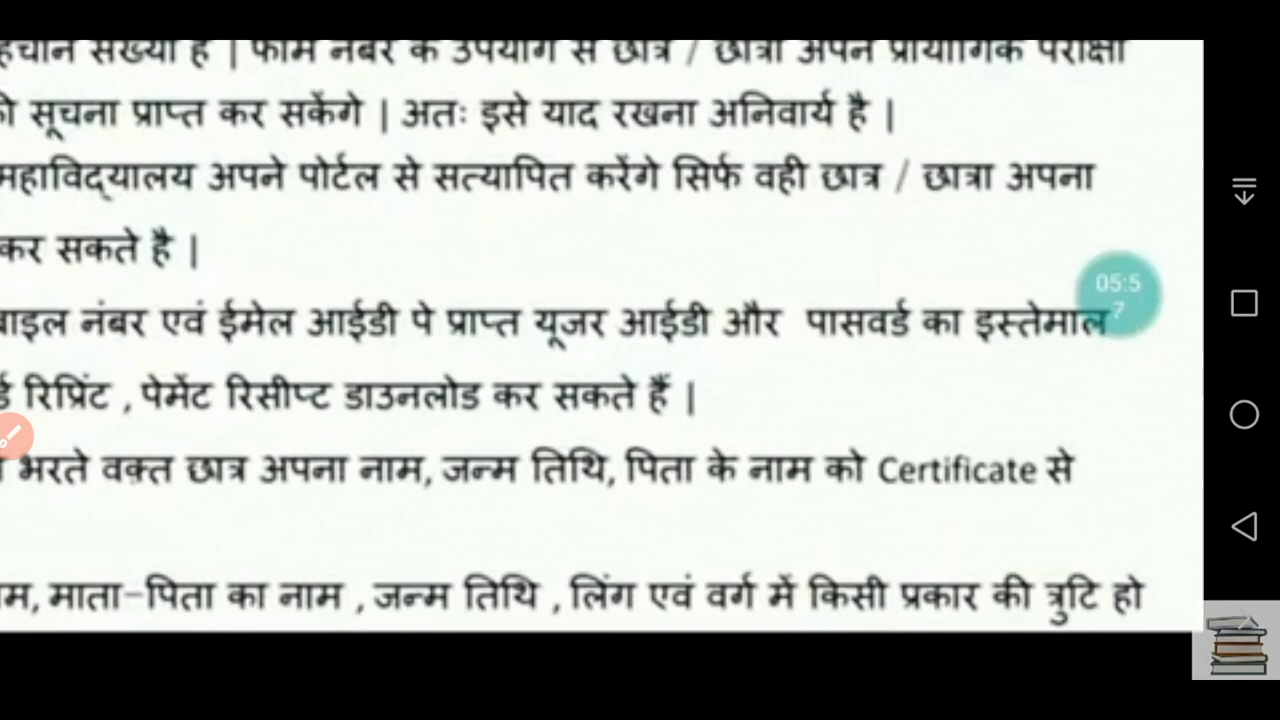 संख्या है | फॉर्म नंबर के उपयोग से छात्र / छात्रा अपने प्रायोगिक परीक्षा
सूचना प्राप्त कर सकेंगे | अतः इसे याद रखना अनिवार्य है |
महाविद्यालय अपने पोर्टल से सत्यापित करेंगे सिर्फ वही छात्र / छात्रा अपना
कर सकते है |
नंबर एवं ईमेल आईडी पे प्राप्त यूजर आईडी और पासवर्ड का इस्तेमाल
05:57
रिप्रिंट , पेमेंट रिसीप्ट डाउनलोड कर सकते हैं |
भरते वक़्त छात्र अपना नाम, जन्म तिथि, पिता के नाम को Certificate से
माता-पिता का नाम , जन्म तिथि , लिंग एवं वर्ग में किसी प्रकार की त्रुटि हो